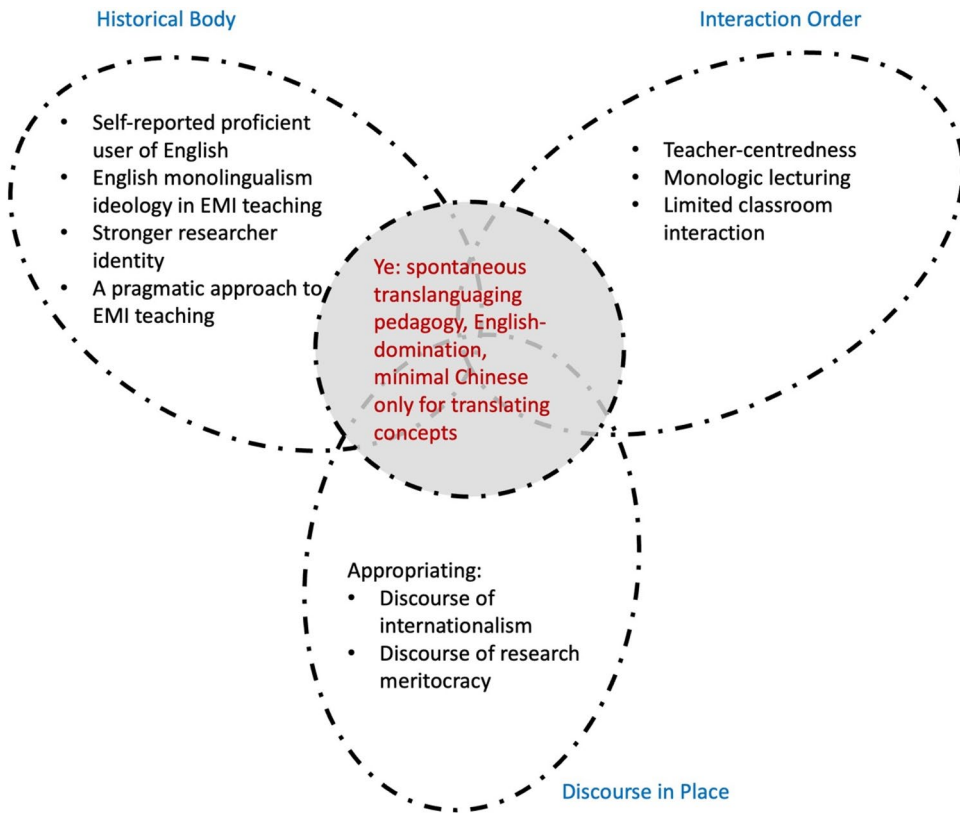 Historical Body
Interaction Order
• Self-reported proficient
user of English
• English monolingualism
ideology in EMI teaching
• Stronger researcher
identity
• A pragmatic approach to
EMI teaching
• Teacher-centredness
• Monologic lecturing
• Limited classroom
interaction
Ye: spontaneous
translanguaging
pedagogy, English-
domination,
minimal Chinese
only for translating
concepts
Appropriating:
• Discourse of
internationalism
• Discourse of research
meritocracy
Discourse in Place